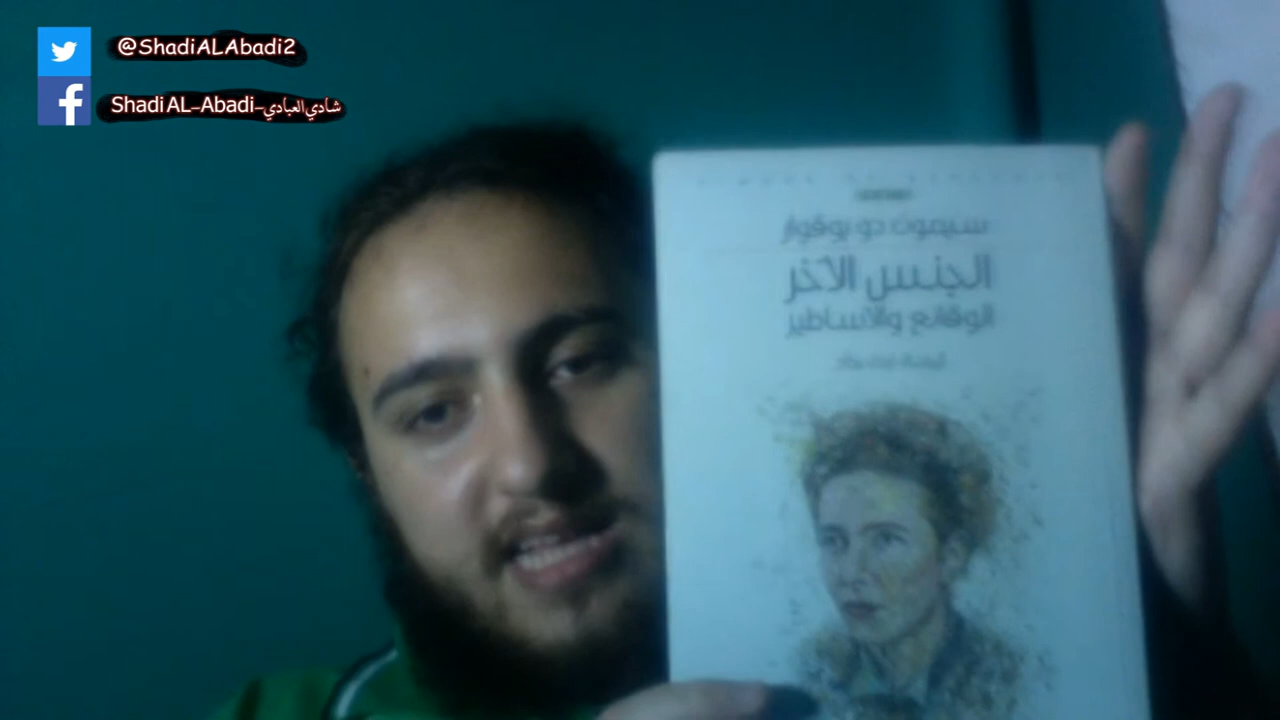 @ShadiALAbadi2
Shadi AL-Abadi-شادي العبادي
سيمون دو بوفوار
الجنس الآخر
الوقائع والأساطير